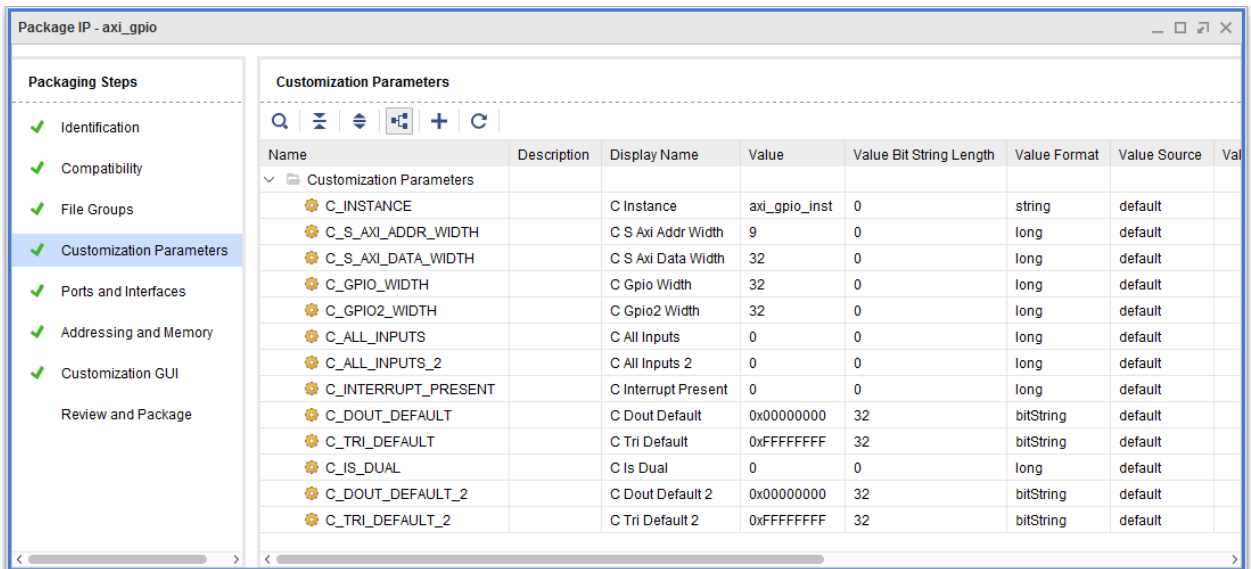 Package IP - axi_gpio
Packaging Steps
Identification
Compatibility
File Groups
Customization Parameters
Ports and Interfaces
Addressing and Memory
Customization GUI
Review and Package
Customization Parameters
Name Description Display Name Value Value Bit String Length Value Format Value Source Val
Customization Parameters
C_INSTANCE C Instance axi_gpio_inst 0 string default
C_S_AXI_ADDR_WIDTH C S Axi Addr Width 9 0 long default
C_S_AXI_DATA_WIDTH C S Axi Data Width 32 0 long default
C_GPIO_WIDTH C Gpio Width 32 0 long default
C_GPIO2_WIDTH C Gpio2 Width 32 0 long default
C_ALL_INPUTS C All Inputs 0 0 long default
C_ALL_INPUTS_2 C All Inputs 2 0 0 long default
C_INTERRUPT_PRESENT C Interrupt Present 0 0 long default
C_DOUT_DEFAULT C Dout Default 0x00000000 32 bitString default
C_TRI_DEFAULT C Tri Default 0xFFFFFFFF 32 bitString default
C_IS_DUAL C Is Dual 0 0 long default
C_DOUT_DEFAULT_2 C Dout Default 2 0x00000000 32 bitString default
C_TRI_DEFAULT_2 C Tri Default 2 0xFFFFFFFF 32 bitString default